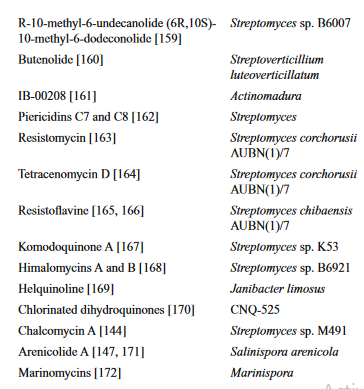 R-10-methyl-6-undecanolide (6R,10S)- Streptomyces sp. B6007
10-methyl-6-dodeconolide [159]
Butenolide [160] Streptoverticillium
luteoverticillatum
IB-00208 [161] Actinomadura
Piericidins C7 and C8 [162] Streptomyces
Resistomycin [163] Streptomyces corchorusii
AUBN(1)/7
Tetracenomycin D [164] Streptomyces corchorusii
AUBN(1)/7
Resistoflavine [165, 166] Streptomyces chibaensis
AUBN(1)/7
Komodoquinone A [167] Streptomyces sp. K53
Himalomycins A and B [168] Streptomyces sp. B6921
Helquinoline [169] Janibacter limosus
Chlorinated dihydroquinones [170] CNQ-525
Chalcomycin A [144] Streptomyces sp. M491
Arenicolide A [147, 171] Salinispora arenicola
Marinomycins [172] Marinispora